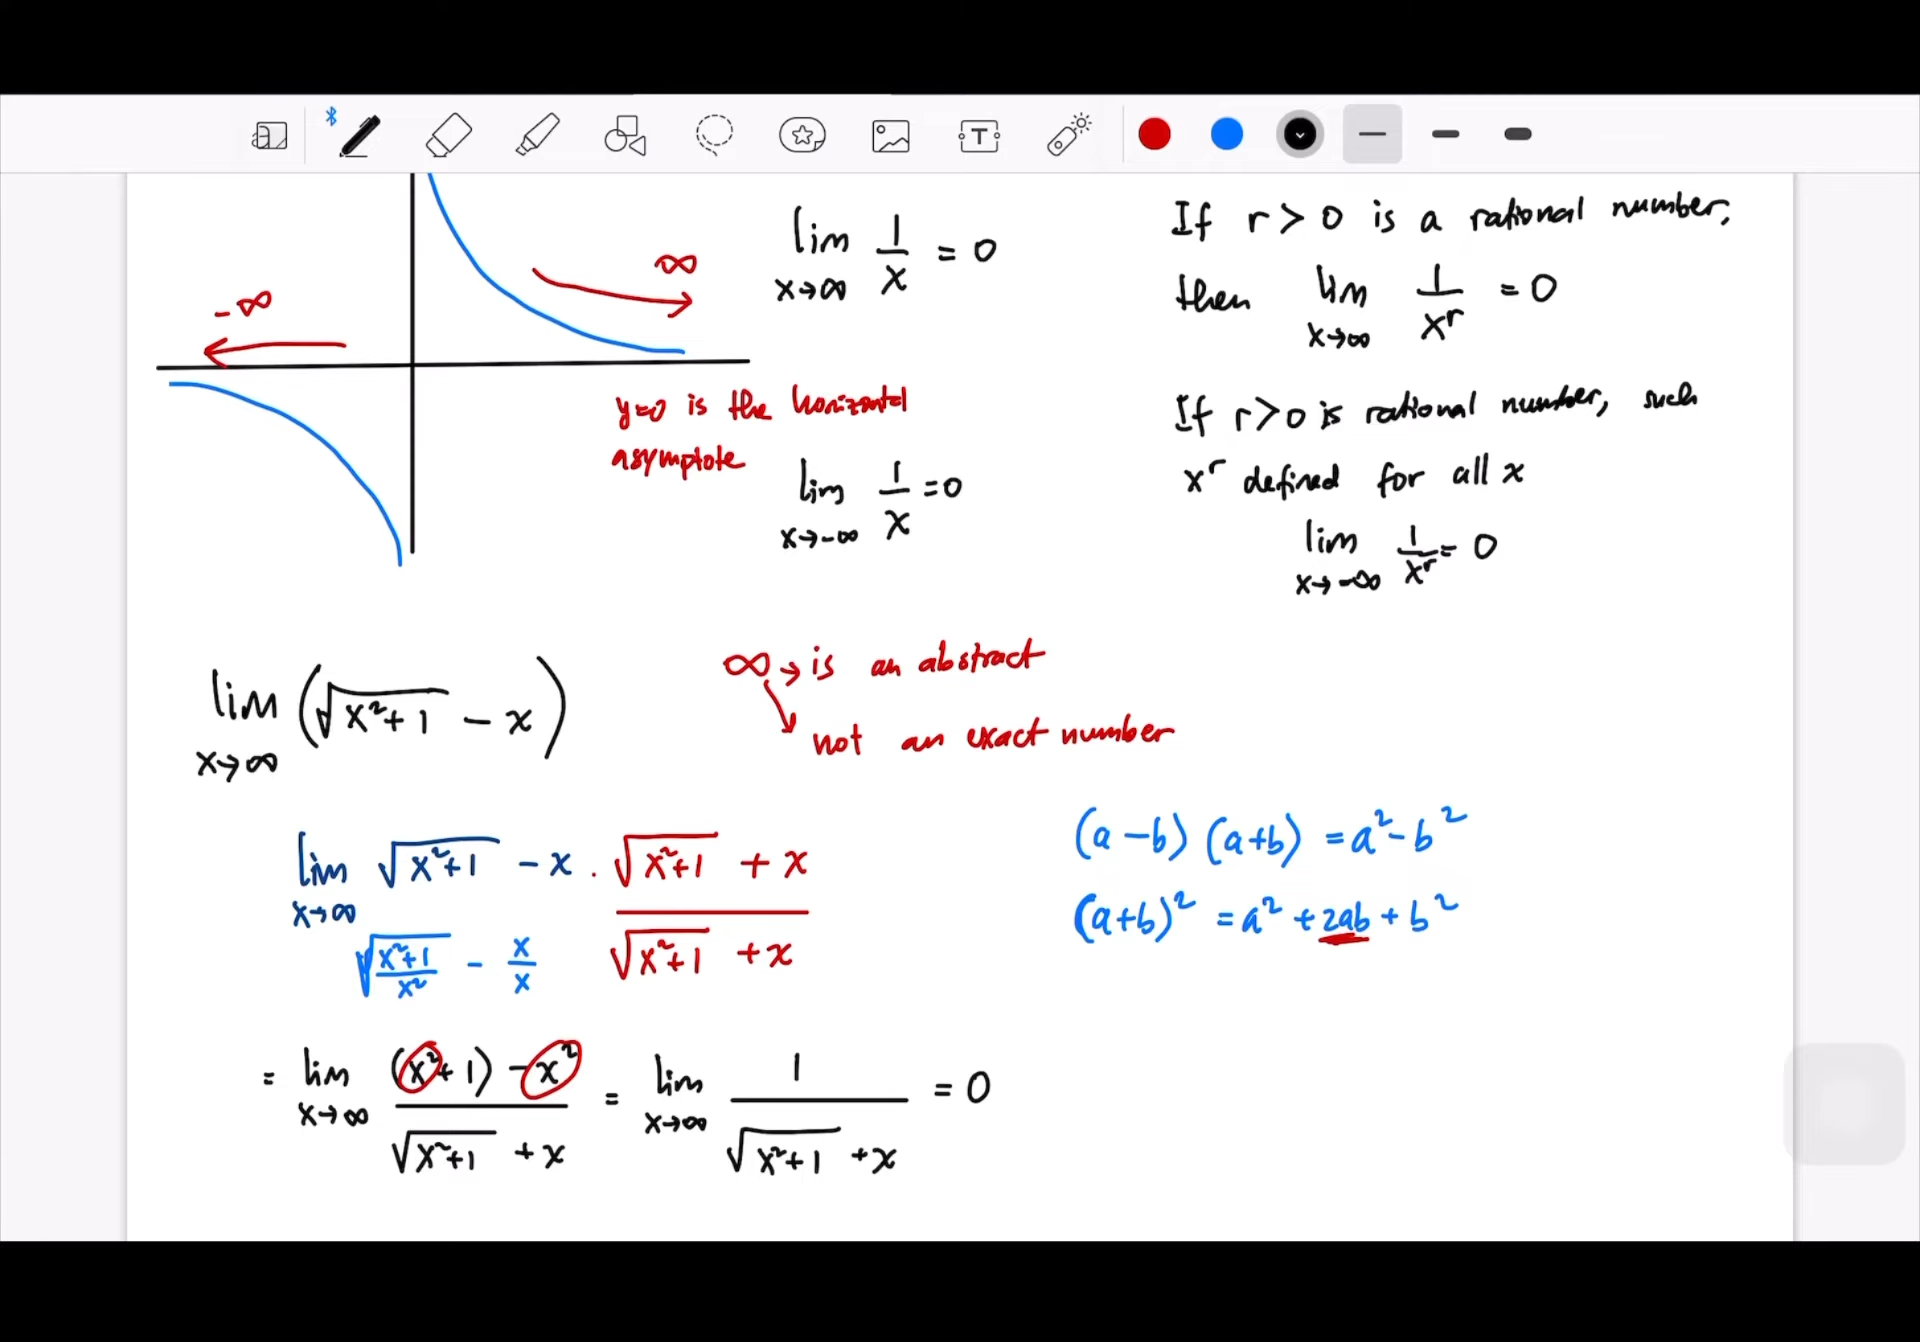 -∞
∞
lim x→∞ 1/x = 0
y=0 is the horizontal
asymptote
lim x→-∞ 1/x = 0
If r > 0 is a rational number,
then lim x→∞ 1/x^r = 0
If r > 0 is rational number, such
x^r defined for all x
lim x→-∞ 1/x^r = 0
lim x→∞ (√(x²+1) - x)
∞ → is an abstract
not an exact number
lim x→∞ √(x²+1) - x · (√(x²+1) + x)/(√(x²+1) + x)
√((x²+1)/x²) - x/x
(a-b)(a+b) = a²-b²
(a+b)² = a²+2ab+b²
= lim x→∞ ((x²+1) - x²)/(√(x²+1) + x) = lim x→∞ 1/(√(x²+1) + x) = 0